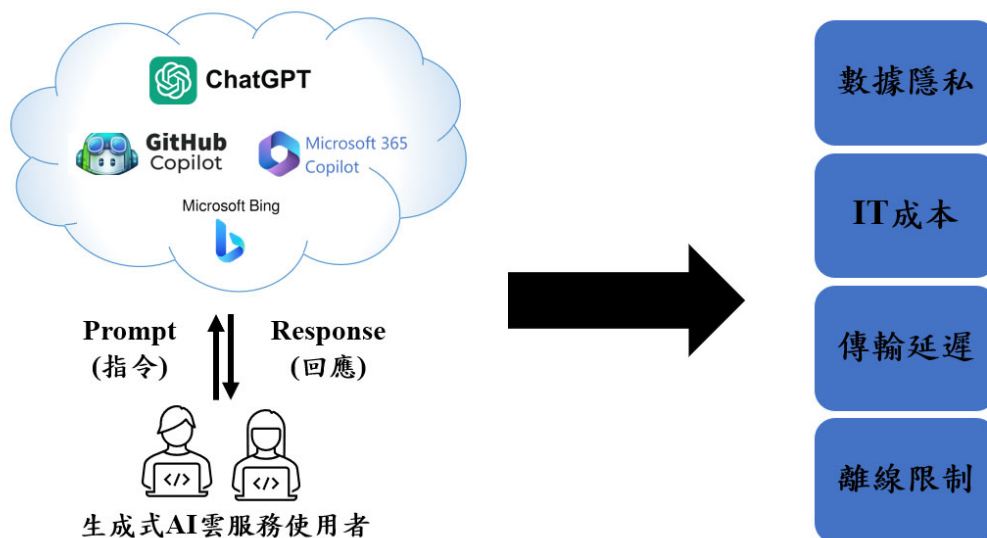 ChatGPT
GitHub
Copilot
Microsoft 365
Copilot
Microsoft Bing
Prompt
(指令)
Response
(回應)
</>
</>
生成式AI雲服務使用者
數據隱私
IT成本
傳輸延遲
離線限制